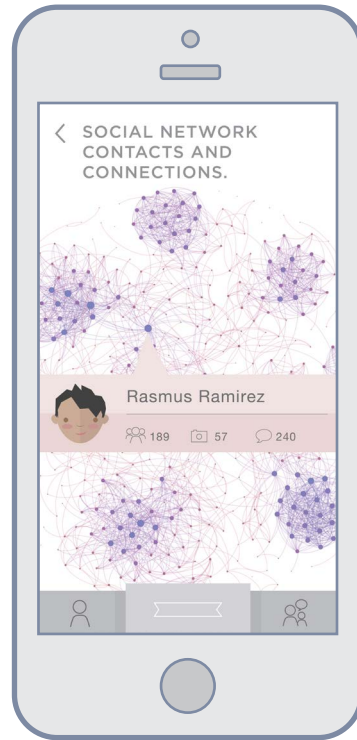 SOCIAL NETWORK
CONTACTS AND
CONNECTIONS.
Rasmus Ramirez
189 57 240